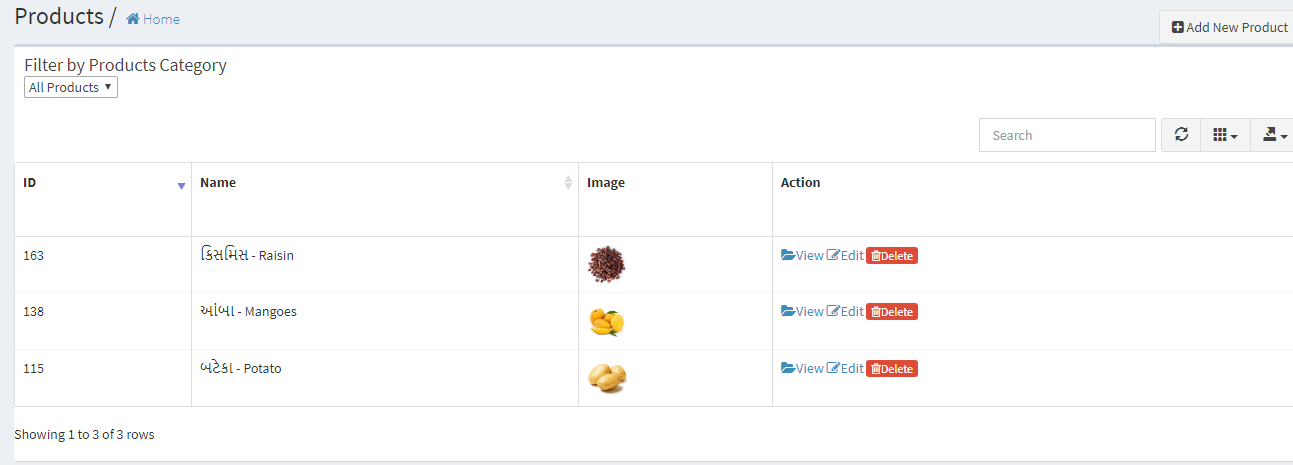 Products / Home
Add New Product
Filter by Products Category
All Products
Search
ID Name Image Action
163 કિસમિસ - Raisin View Edit Delete
138 આંબા - Mangoes View Edit Delete
115 બટેકા - Potato View Edit Delete
Showing 1 to 3 of 3 rows